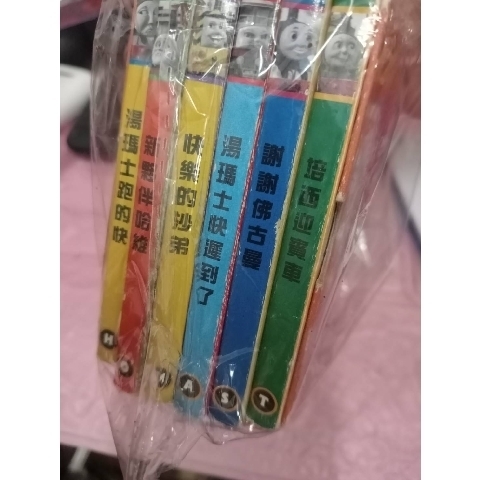 湯瑪士跑的快
H
新夥伴哈維
O
快樂的沙弟
M
湯瑪士快遲到了
A
謝謝佛古曼
S
培西迎賓車
T